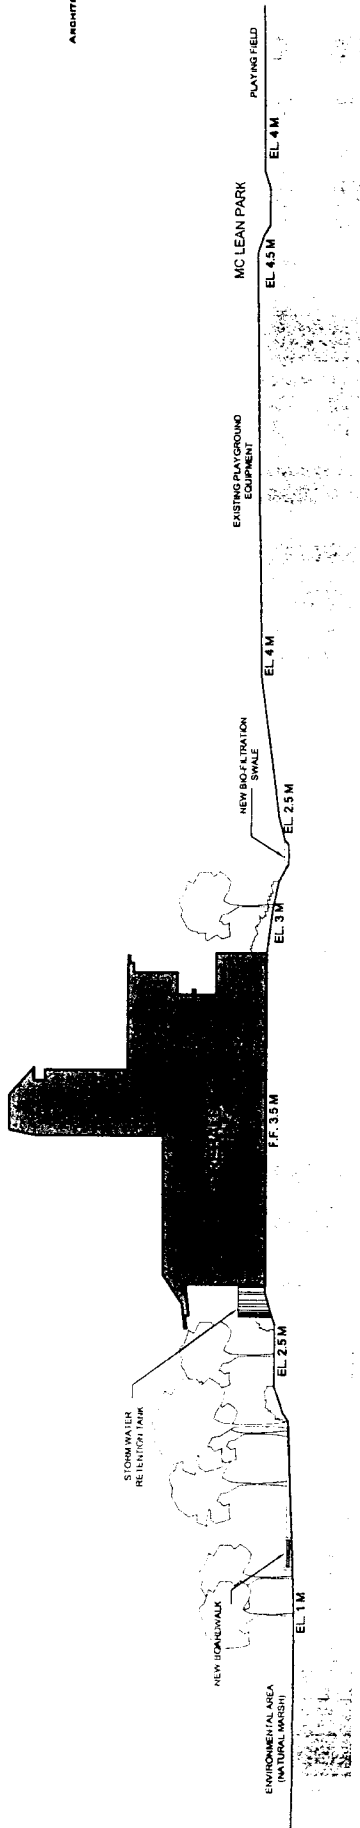 ENVIRONMENTAL AREA
(NATURAL MARSH)
EL. 1 M
NEW BOARDWALK
STORM WATER
RETENTION TANK
EL. 2.5 M
F.F. 3.5 M
EL. 3 M
NEW BIO-FILTRATION
SWALE
EL. 2.5 M
EL. 4 M
EXISTING PLAYGROUND
EQUIPMENT
MC LEAN PARK
EL. 4.5 M
EL. 4 M
PLAYING FIELD